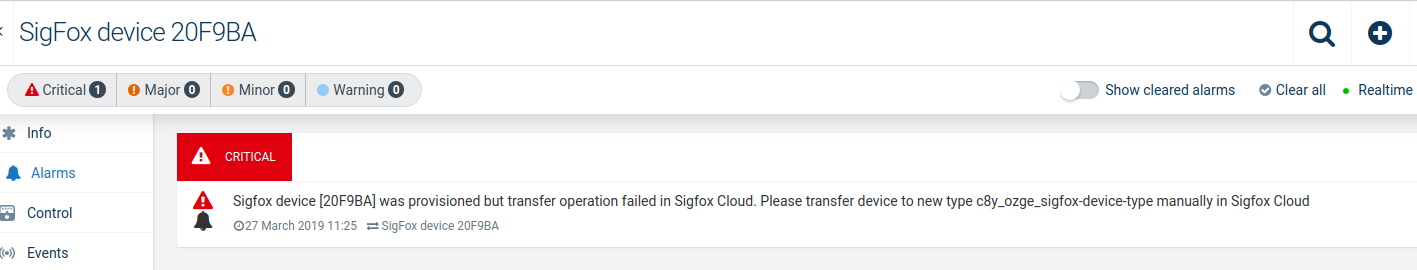 SigFox device 20F9BA
Critical 1 Major 0 Minor 0 Warning 0 Show cleared alarms Clear all Realtime
Info
CRITICAL
Alarms
Sigfox device [20F9BA] was provisioned but transfer operation failed in Sigfox Cloud. Please transfer device to new type c8y_ozge_sigfox-device-type manually in Sigfox Cloud
27 March 2019 11:25 SigFox device 20F9BA
Control
Events